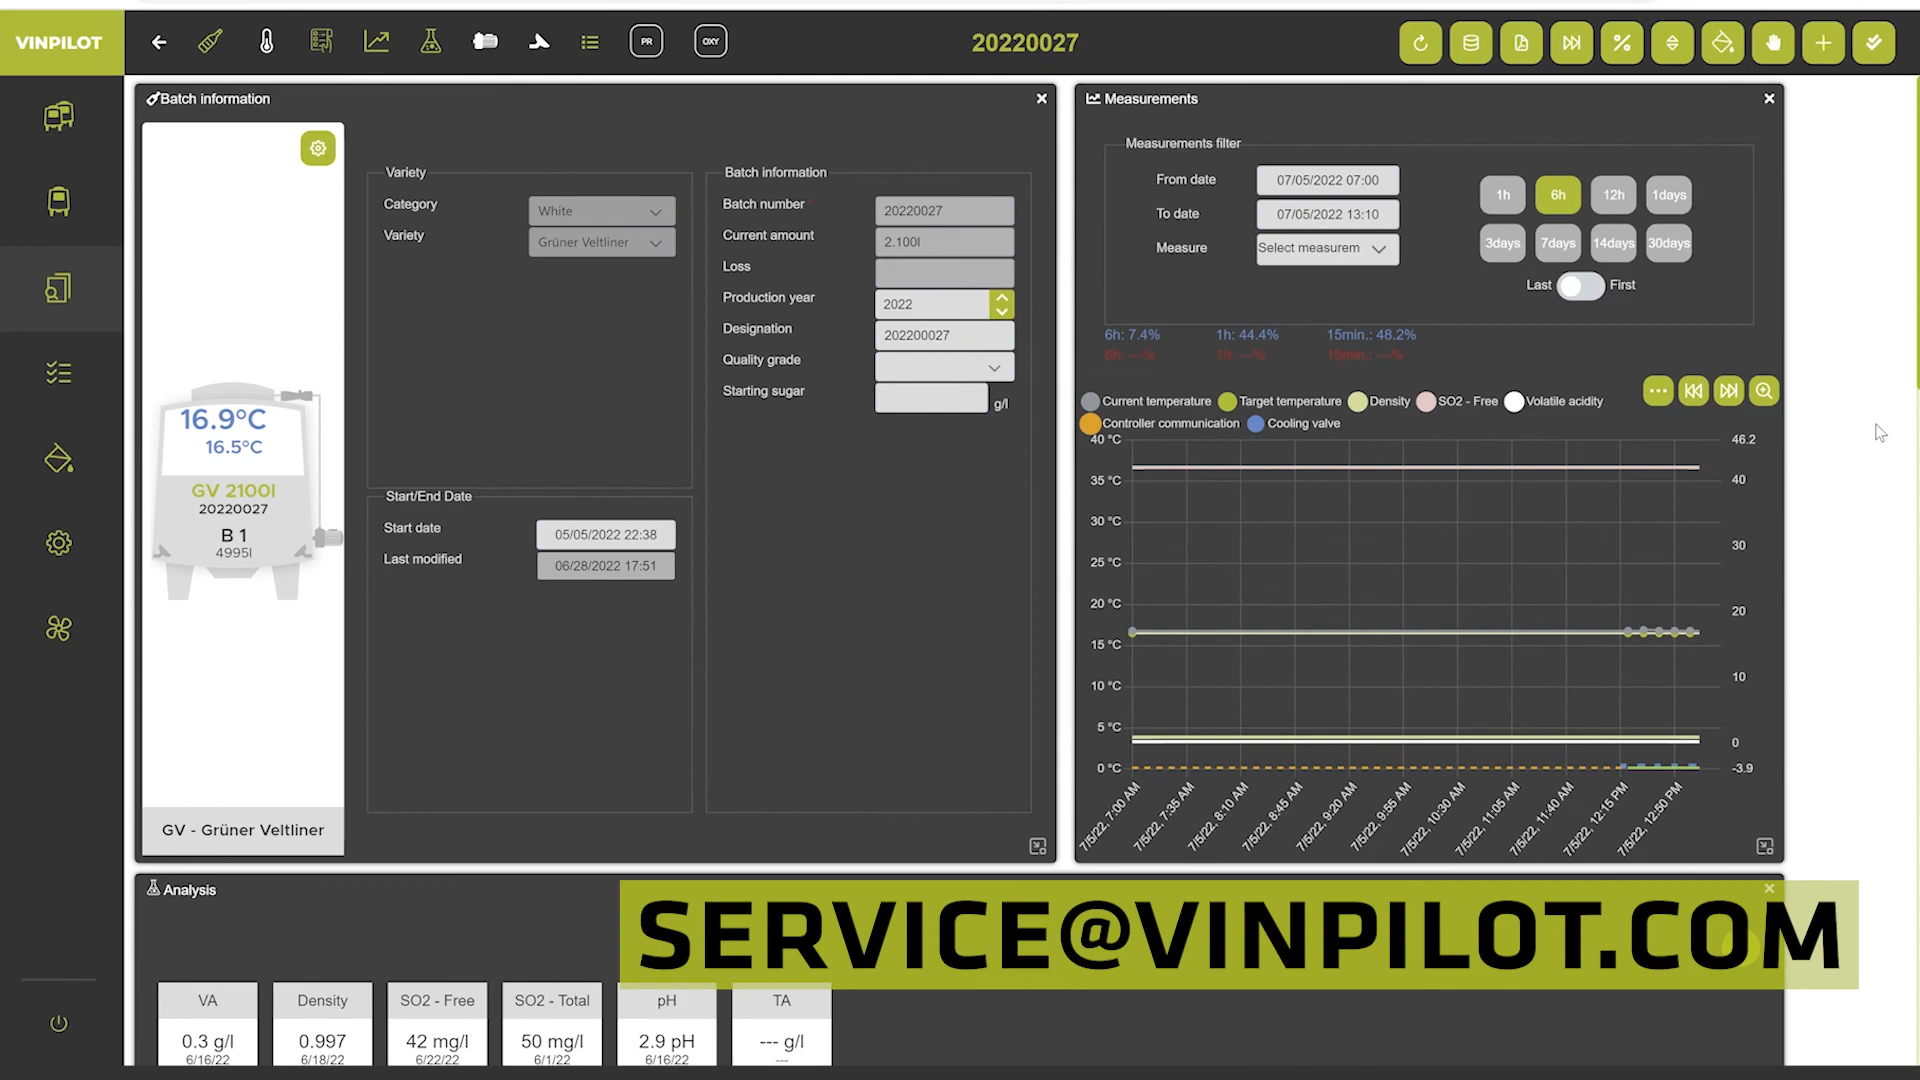 VINPILOT
PR
OXY
20220027
Batch information
16.9°C
16.5°C
GV 2100l
20220027
B 1
4995l
GV - Grüner Veltliner
Variety
Category
White
Variety
Grüner Veltliner
Start/End Date
Start date
05/05/2022 22:38
Last modified
06/28/2022 17:51
Batch information
Batch number
20220027
Current amount
2.100l
Loss
Production year
2022
Designation
202200027
Quality grade
Starting sugar
g/l
Measurements
Measurements filter
From date
07/05/2022 07:00
To date
07/05/2022 13:10
Measure
Select measurem
1h 6h 12h 1days
3days 7days 14days 30days
Last First
6h: 7.4% 1h: 44.4% 15min.: 48.2%
6h: ---% 1h: ---% 15min.: ---%
Current temperature Target temperature Density SO2 - Free Volatile acidity
Controller communication Cooling valve
40 °C 46.2
35 °C 40
30 °C
25 °C 30
20 °C 20
15 °C
10 °C 10
5 °C 0
0 °C -3.9
7/5/22, 7:00 AM
7/5/22, 7:35 AM
7/5/22, 8:10 AM
7/5/22, 8:45 AM
7/5/22, 9:20 AM
7/5/22, 9:55 AM
7/5/22, 10:30 AM
7/5/22, 11:05 AM
7/5/22, 11:40 AM
7/5/22, 12:15 PM
7/5/22, 12:50 PM
Analysis
SERVICE@VINPILOT.COM
VA Density SO2 - Free SO2 - Total pH TA
0.3 g/l 0.997 42 mg/l 50 mg/l 2.9 pH --- g/l
6/16/22 6/18/22 6/22/22 6/1/22 6/16/22 ---